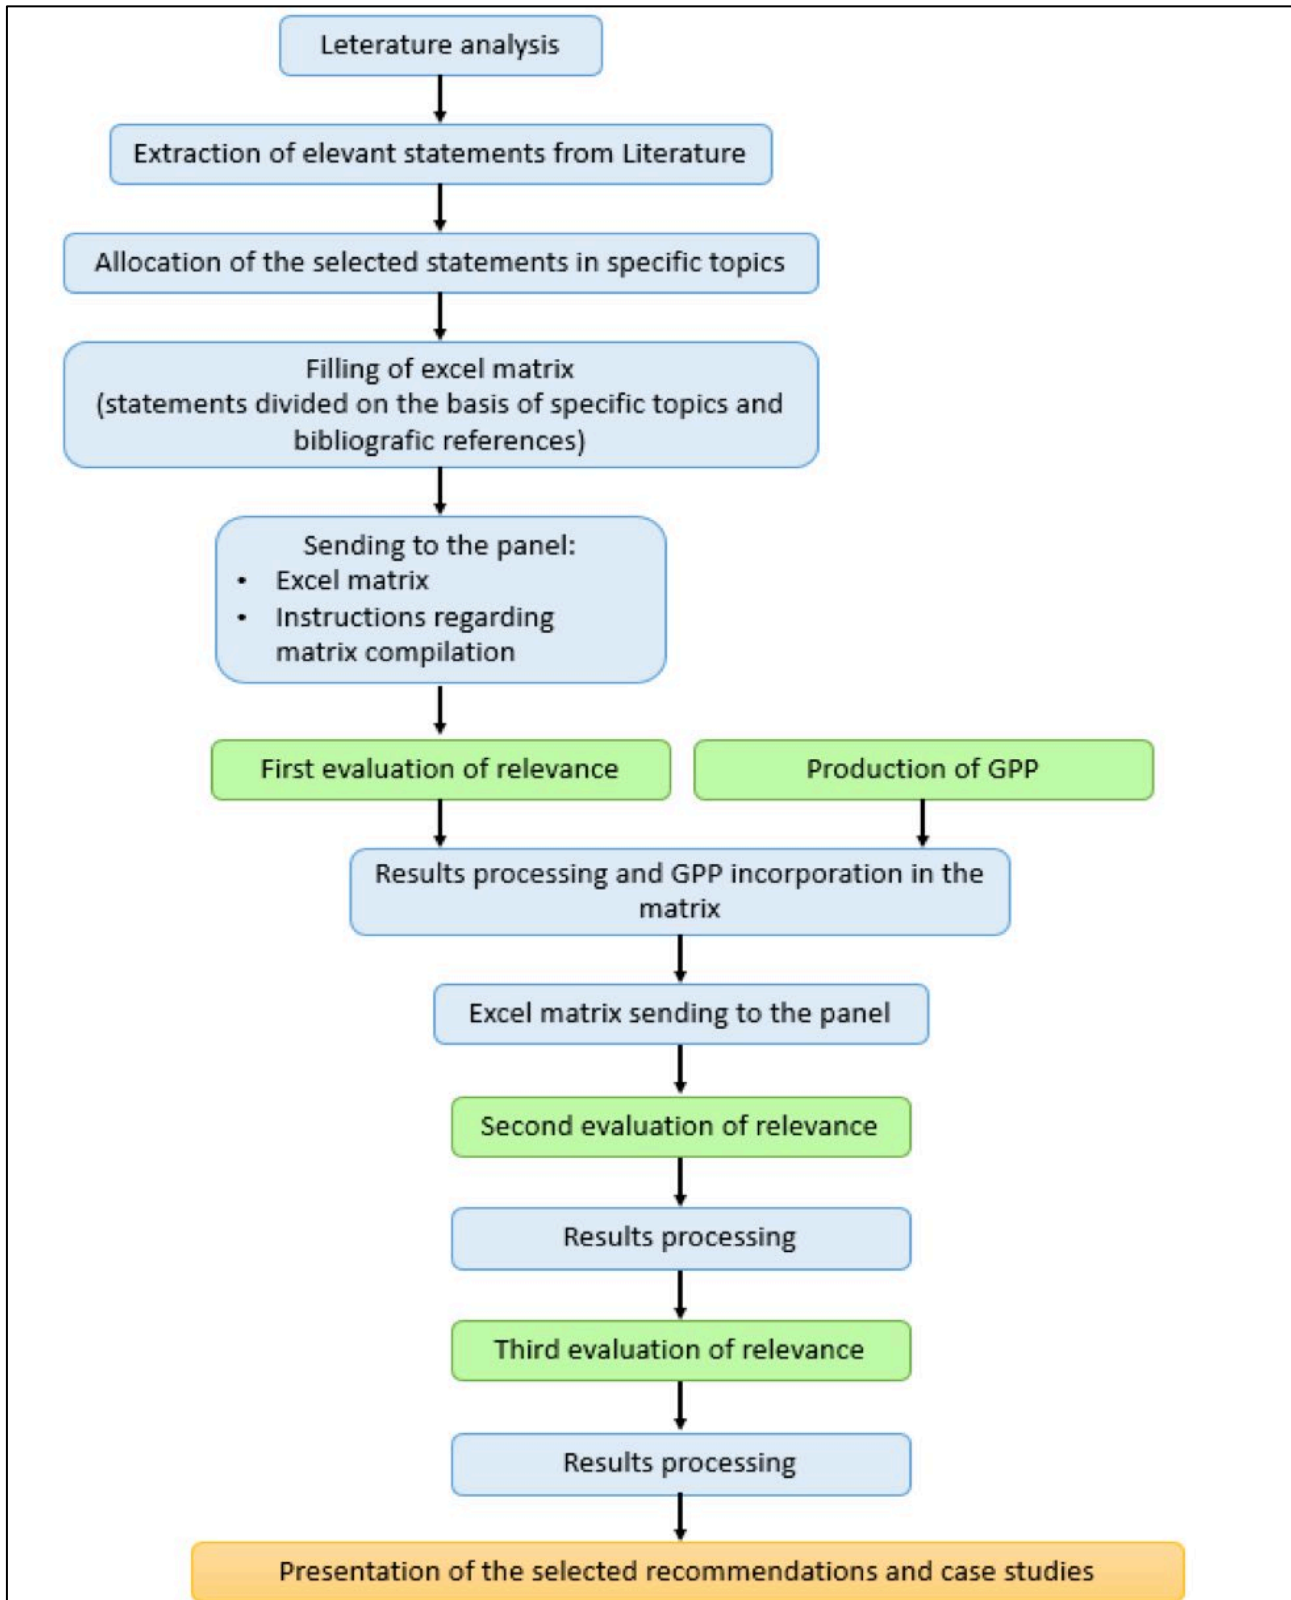 Leterature analysis
Extraction of elevant statements from Literature
Allocation of the selected statements in specific topics
Filling of excel matrix
(statements divided on the basis of specific topics and
bibliografic references)
Sending to the panel:
• Excel matrix
• Instructions regarding
matrix compilation
First evaluation of relevance
Production of GPP
Results processing and GPP incorporation in the
matrix
Excel matrix sending to the panel
Second evaluation of relevance
Results processing
Third evaluation of relevance
Results processing
Presentation of the selected recommendations and case studies